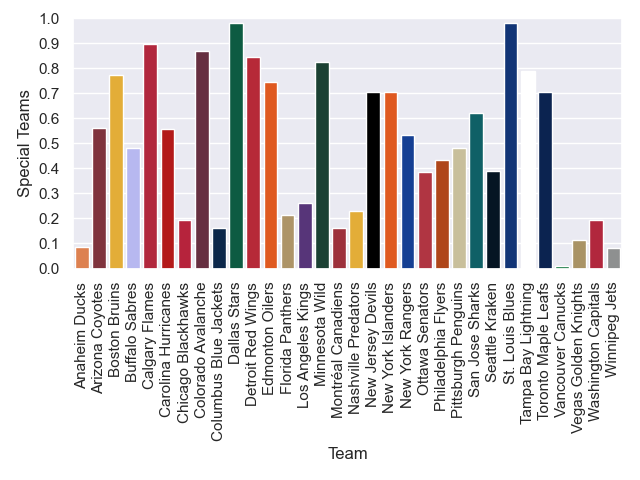 1.0
0.9
0.8
0.7
0.6
0.5
0.4
0.3
0.2
0.1
0.0
Special Teams
Anaheim Ducks
Arizona Coyotes
Boston Bruins
Buffalo Sabres
Calgary Flames
Carolina Hurricanes
Chicago Blackhawks
Colorado Avalanche
Columbus Blue Jackets
Dallas Stars
Detroit Red Wings
Edmonton Oilers
Florida Panthers
Los Angeles Kings
Minnesota Wild
Montréal Canadiens
Nashville Predators
New Jersey Devils
New York Islanders
New York Rangers
Ottawa Senators
Philadelphia Flyers
Pittsburgh Penguins
San Jose Sharks
Seattle Kraken
St. Louis Blues
Tampa Bay Lightning
Toronto Maple Leafs
Vancouver Canucks
Vegas Golden Knights
Washington Capitals
Winnipeg Jets
Team